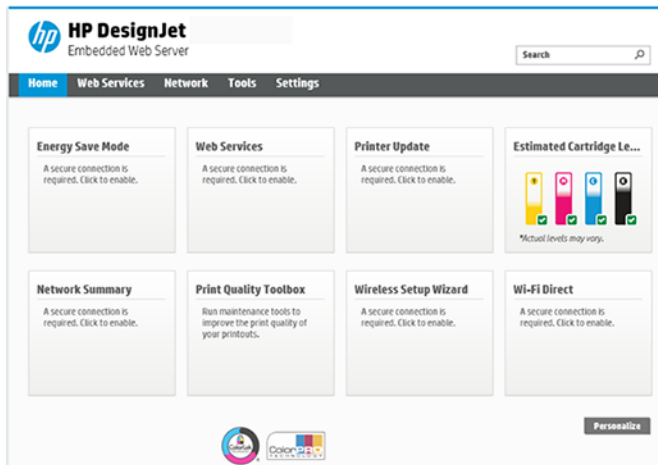 hp
HP DesignJet
Embedded Web Server
Search
Home Web Services Network Tools Settings
Energy Save Mode
A secure connection is
required. Click to enable.
Web Services
A secure connection is
required. Click to enable.
Printer Update
A secure connection is
required. Click to enable.
Estimated Cartridge Le...
Y M C K
*Actual levels may vary.
Network Summary
A secure connection is
required. Click to enable.
Print Quality Toolbox
Run maintenance tools to
improve the print quality of
your printouts.
Wireless Setup Wizard
A secure connection is
required. Click to enable.
Wi-Fi Direct
A secure connection is
required. Click to enable.
Personalize
ColorPRO
TECHNOLOGY